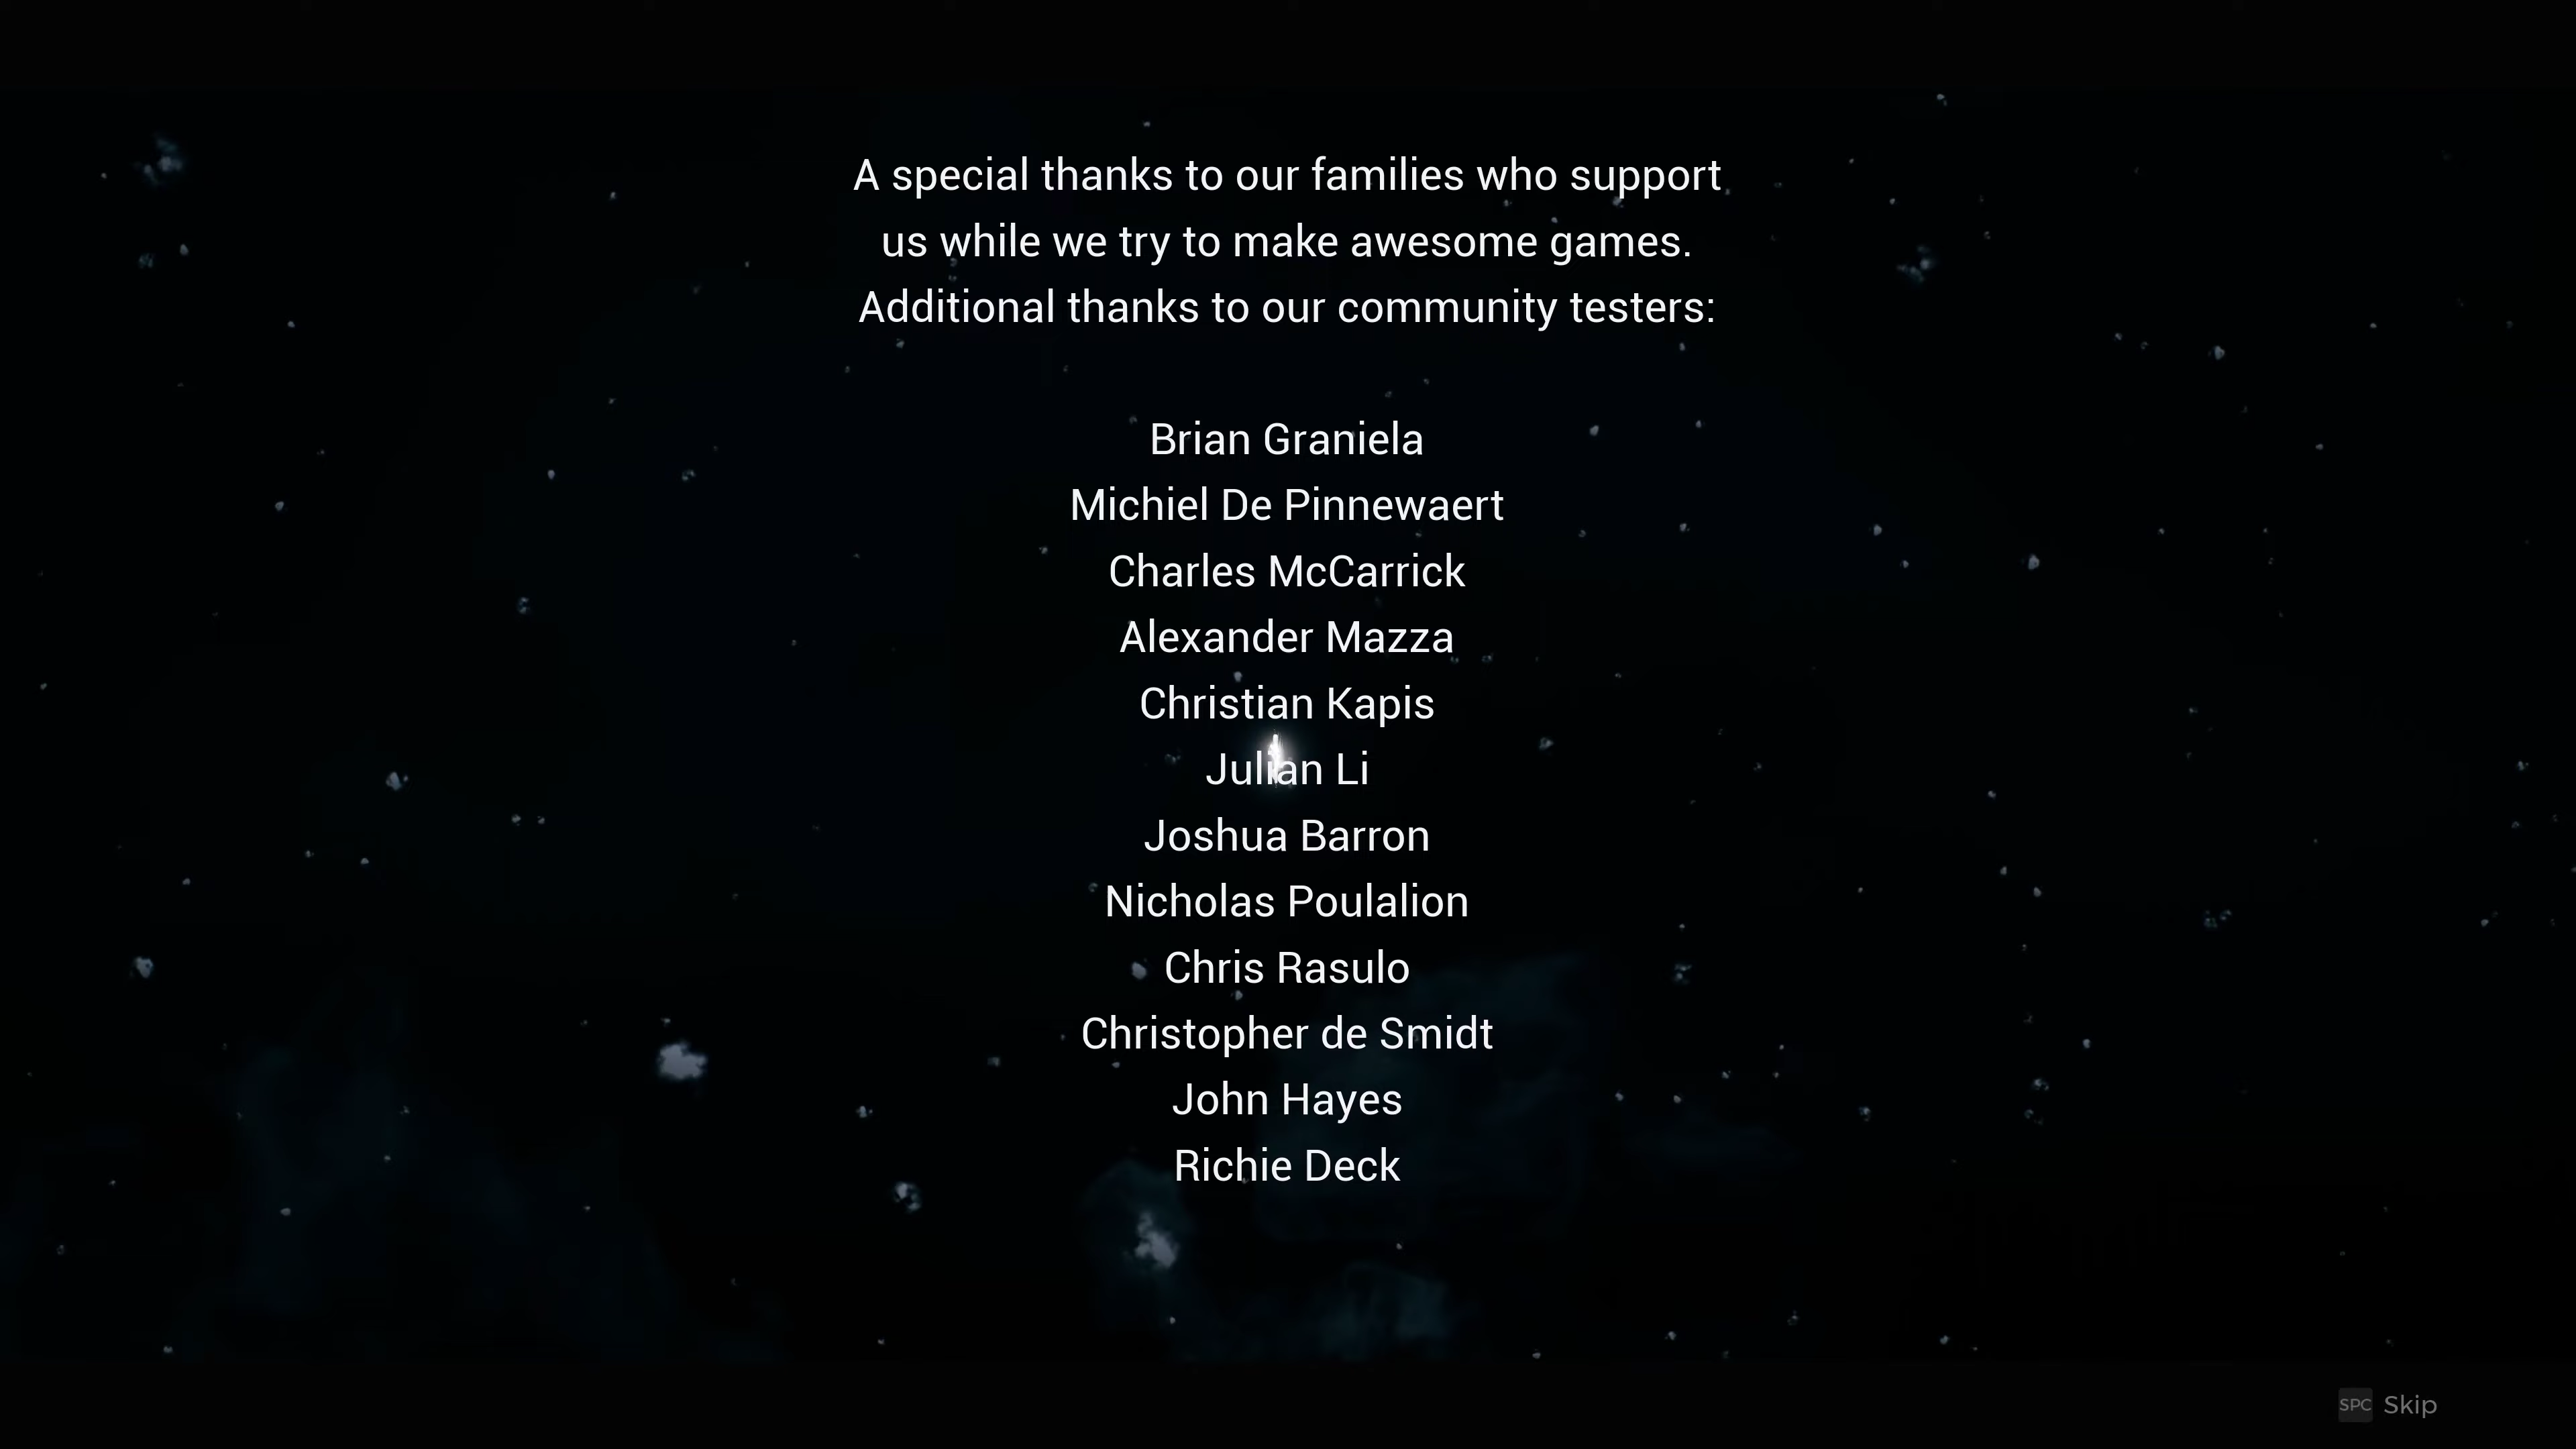 A special thanks to our families who support
us while we try to make awesome games.
Additional thanks to our community testers:
Brian Graniela
Michiel De Pinnewaert
Charles McCarrick
Alexander Mazza
Christian Kapis
Julian Li
Joshua Barron
Nicholas Poulalion
Chris Rasulo
Christopher de Smidt
John Hayes
Richie Deck
SPC Skip